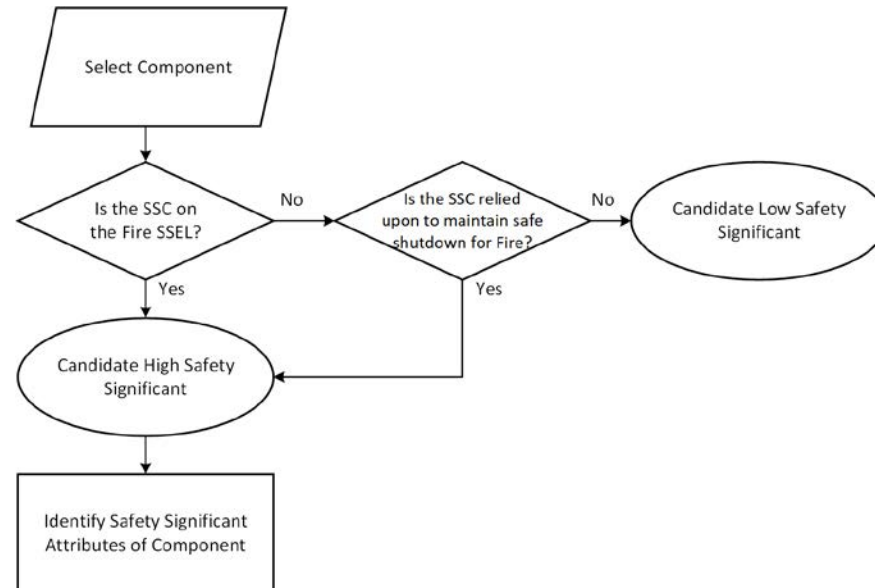 Select Component
Is the SSC on
the Fire SSEL?
No
Is the SSC relied
upon to maintain safe
shutdown for Fire?
No
Candidate Low Safety
Significant
Yes
Yes
Candidate High Safety
Significant
Identify Safety Significant
Attributes of Component